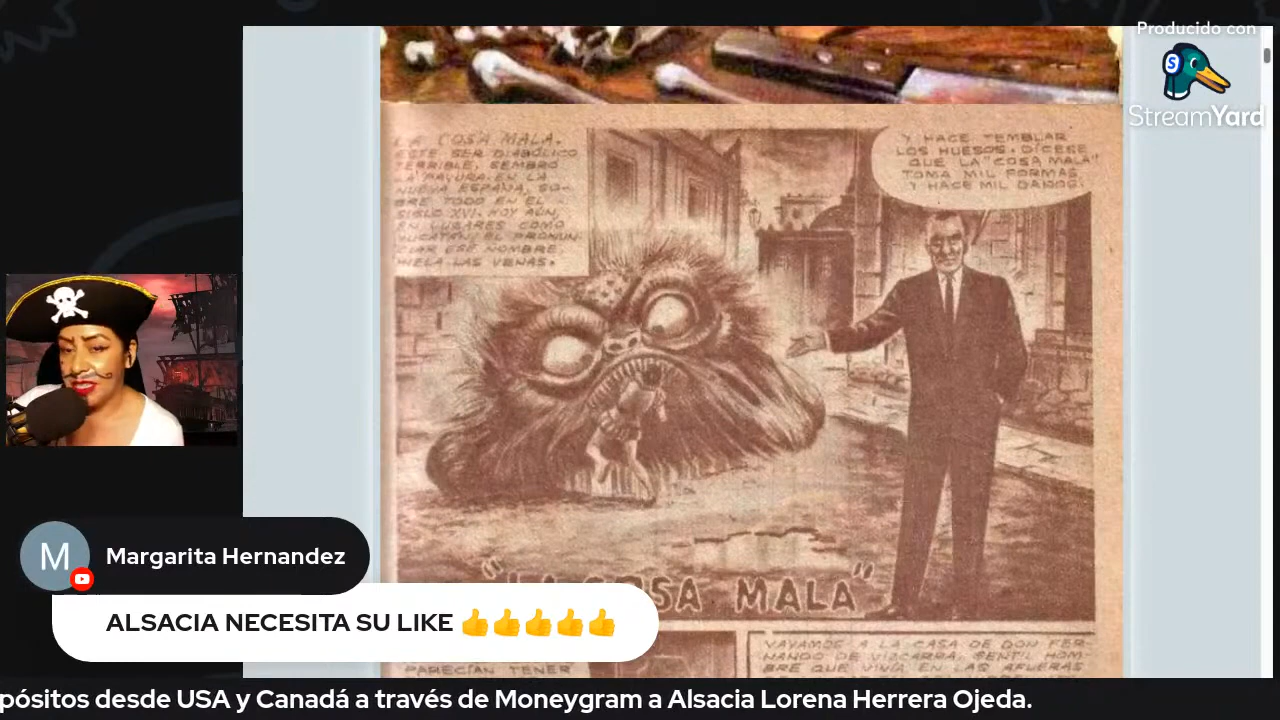 Producido con
StreamYard
LA COSA MALA.
ESTE SER DIABÓLICO
TERRIBLE, SEMBRÓ
LA PAVURA EN LA
NUEVA ESPAÑA, SO-
BRE TODO EN EL
SIGLO XVI. HOY AÚN,
EN LUGARES COMO
YUCATÁN, EL PRONUN-
CIAR ESE NOMBRE
HIELA LAS VENAS.
Y HACE TEMBLAR
LOS HUESOS. DÍCESE
QUE LA "COSA MALA"
TOMA MIL FORMAS
Y HACE MIL DAÑOS.
"LA COSA MALA"
PARECÍAN TENER
VAYAMOS A LA CASA DE DON FER-
NANDO DE VIZCARRA, GENTIL HOM-
BRE QUE VIVÍA EN LAS AFUERAS
Margarita Hernandez
ALSACIA NECESITA SU LIKE 👍👍👍👍👍
pósitos desde USA y Canadá a través de Moneygram a Alsacia Lorena Herrera Ojeda.